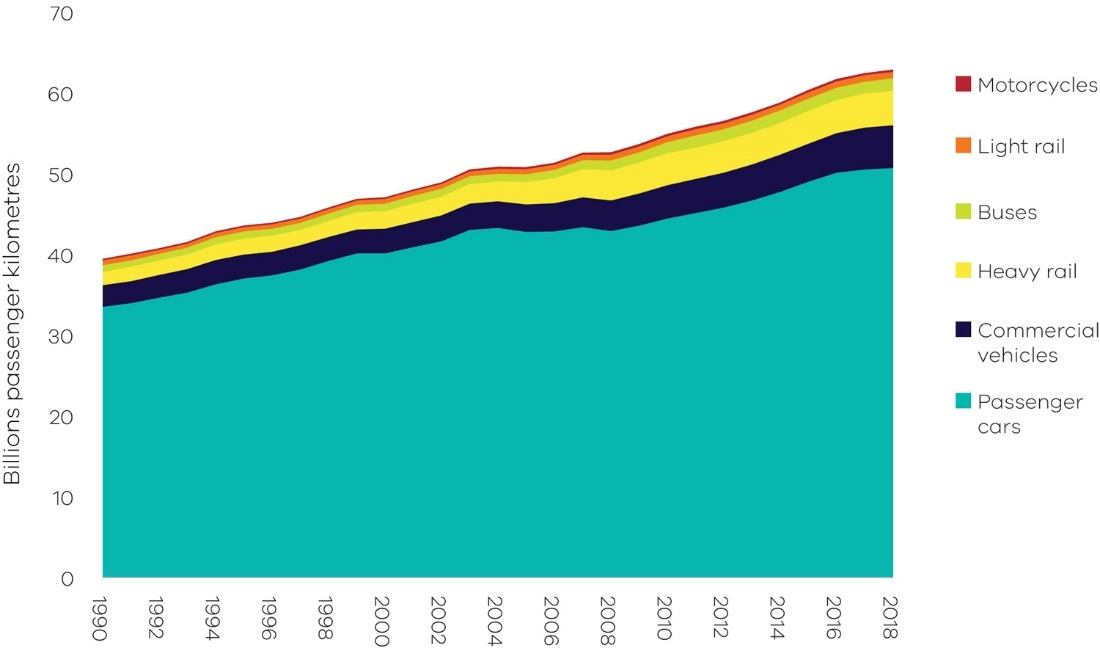 Billions passenger kilometres
70
60
50
40
30
20
10
0
1990
1992
1994
1996
1998
2000
2002
2004
2006
2008
2010
2012
2014
2016
2018
Motorcycles
Light rail
Buses
Heavy rail
Commercial
vehicles
Passenger
cars